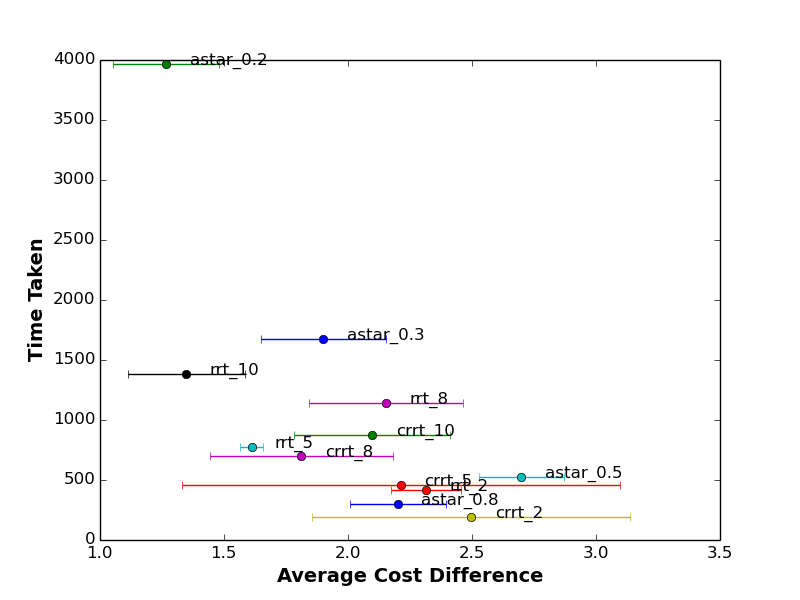 4000
astar_0.2
3500
3000
2500
2000
astar_0.3
1500
rrt_10
rrt_8
1000
crrt_10
rrt_5
crrt_8
astar_0.5
500
crrt_5
rrt_2
astar_0.8
crrt_2
0
1.0 1.5 2.0 2.5 3.0 3.5
Average Cost Difference
Time Taken